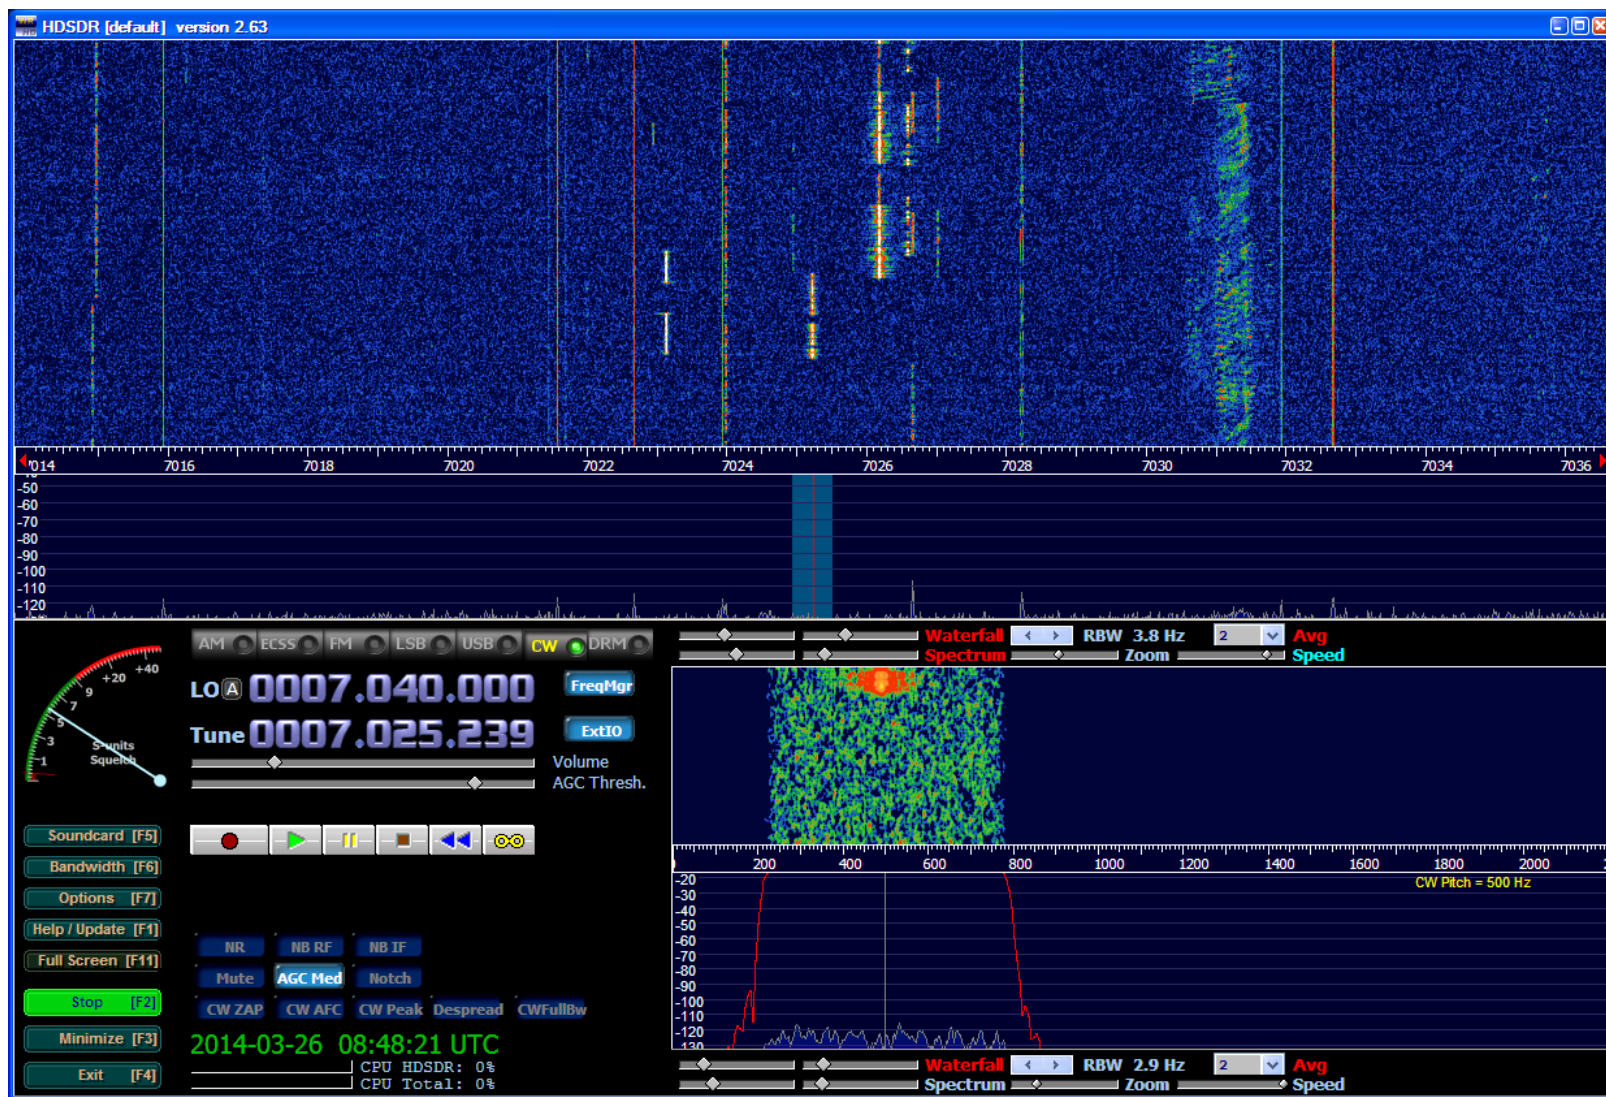 HDSDR [default] version 2.63
7014 7016 7018 7020 7022 7024 7026 7028 7030 7032 7034 7036
-50
-60
-70
-80
-90
-100
-110
-120
AM ECSS FM LSB USB CW DRM
Waterfall RBW 3.8 Hz 2 Avg
Spectrum Zoom Speed
+40
+20
9
7
5
3
1
S-units
Squelch
LO A 0007.040.000 FreqMgr
Tune 0007.025.239 ExtIO
Volume
AGC Thresh.
Soundcard [F5]
Bandwidth [F6]
Options [F7]
Help / Update [F1]
Full Screen [F11]
Stop [F2]
Minimize [F3]
Exit [F4]
NR NB RF NB IF
Mute AGC Med Notch
CW ZAP CW AFC CW Peak Despread CWFullBw
2014-03-26 08:48:21 UTC
CPU HDSDR: 0%
CPU Total: 0%
200 400 600 800 1000 1200 1400 1600 1800 2000
CW Pitch = 500 Hz
-20
-30
-40
-50
-60
-70
-80
-90
-100
-110
-120
-130
Waterfall RBW 2.9 Hz 2 Avg
Spectrum Zoom Speed